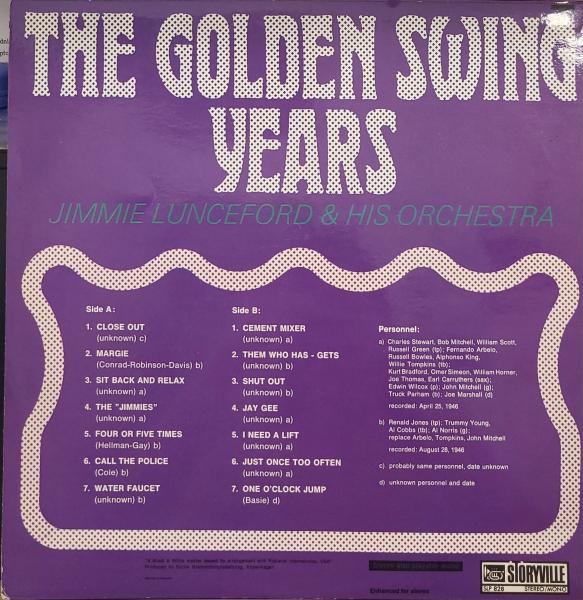 THE GOLDEN SWING
YEARS
JIMMIE LUNCEFORD & HIS ORCHESTRA
Side A:
1. CLOSE OUT
(unknown) c)
2. MARGIE
(Conrad-Robinson-Davis) b)
3. SIT BACK AND RELAX
(unknown) a)
4. THE "JIMMIES"
(unknown) a)
5. FOUR OR FIVE TIMES
(Hellman-Gay) b)
6. CALL THE POLICE
(Cole) b)
7. WATER FAUCET
(unknown) b)
Side B:
1. CEMENT MIXER
(unknown) a)
2. THEM WHO HAS - GETS
(unknown) b)
3. SHUT OUT
(unknown) b)
4. JAY GEE
(unknown) a)
5. I NEED A LIFT
(unknown) a)
6. JUST ONCE TOO OFTEN
(unknown) a)
7. ONE O'CLOCK JUMP
(Basie) d)
Personnel:
a) Charles Stewart, Bob Mitchell, William Scott,
Russell Green (tp); Fernando Arbelo,
Russell Bowles, Alphonso King,
Willie Tompkins (tb);
Kurt Bradford, Omer Simeon, William Horner,
Joe Thomas, Earl Carruthers (sax);
Edwin Wilcox (p); John Mitchell (g);
Truck Parham (b); Joe Marshall (d)
recorded: April 25, 1946
b) Renald Jones (tp); Trummy Young,
Al Cobbs (tb); Al Norris (g);
replace Arbelo, Tompkins, John Mitchell
recorded: August 28, 1946
c) probably same personnel, date unknown
d) unknown personnel and date
Enhanced for stereo
STORYVILLE
SLP 828 STEREO/MONO